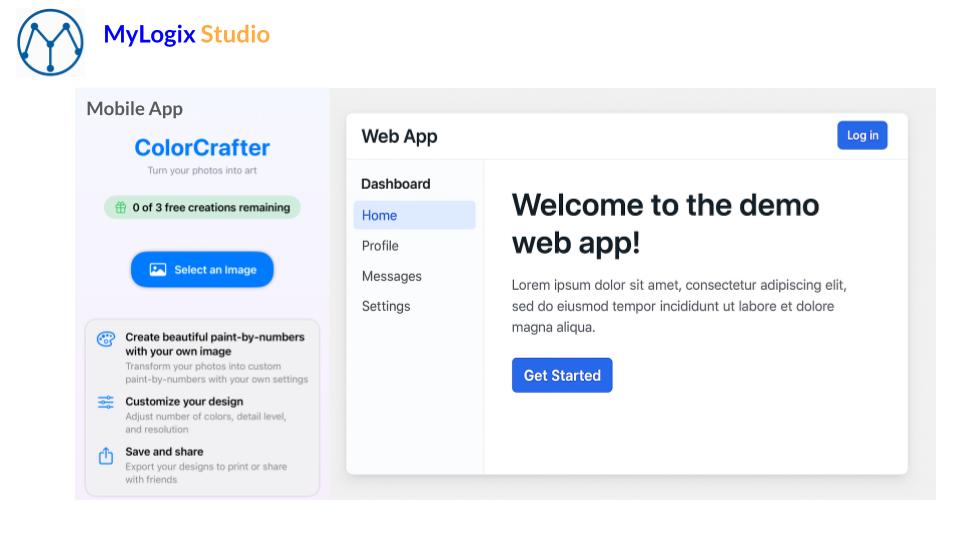 MyLogix Studio
Mobile App
ColorCrafter
Turn your photos into art
0 of 3 free creations remaining
Select an Image
Create beautiful paint-by-numbers
with your own image
Transform your photos into custom
paint-by-numbers with your own settings
Customize your design
Adjust number of colors, detail level,
and resolution
Save and share
Export your designs to print or share
with friends
Web App
Log in
Dashboard
Home
Profile
Messages
Settings
Welcome to the demo
web app!
Lorem ipsum dolor sit amet, consectetur adipiscing elit,
sed do eiusmod tempor incididunt ut labore et dolore
magna aliqua.
Get Started